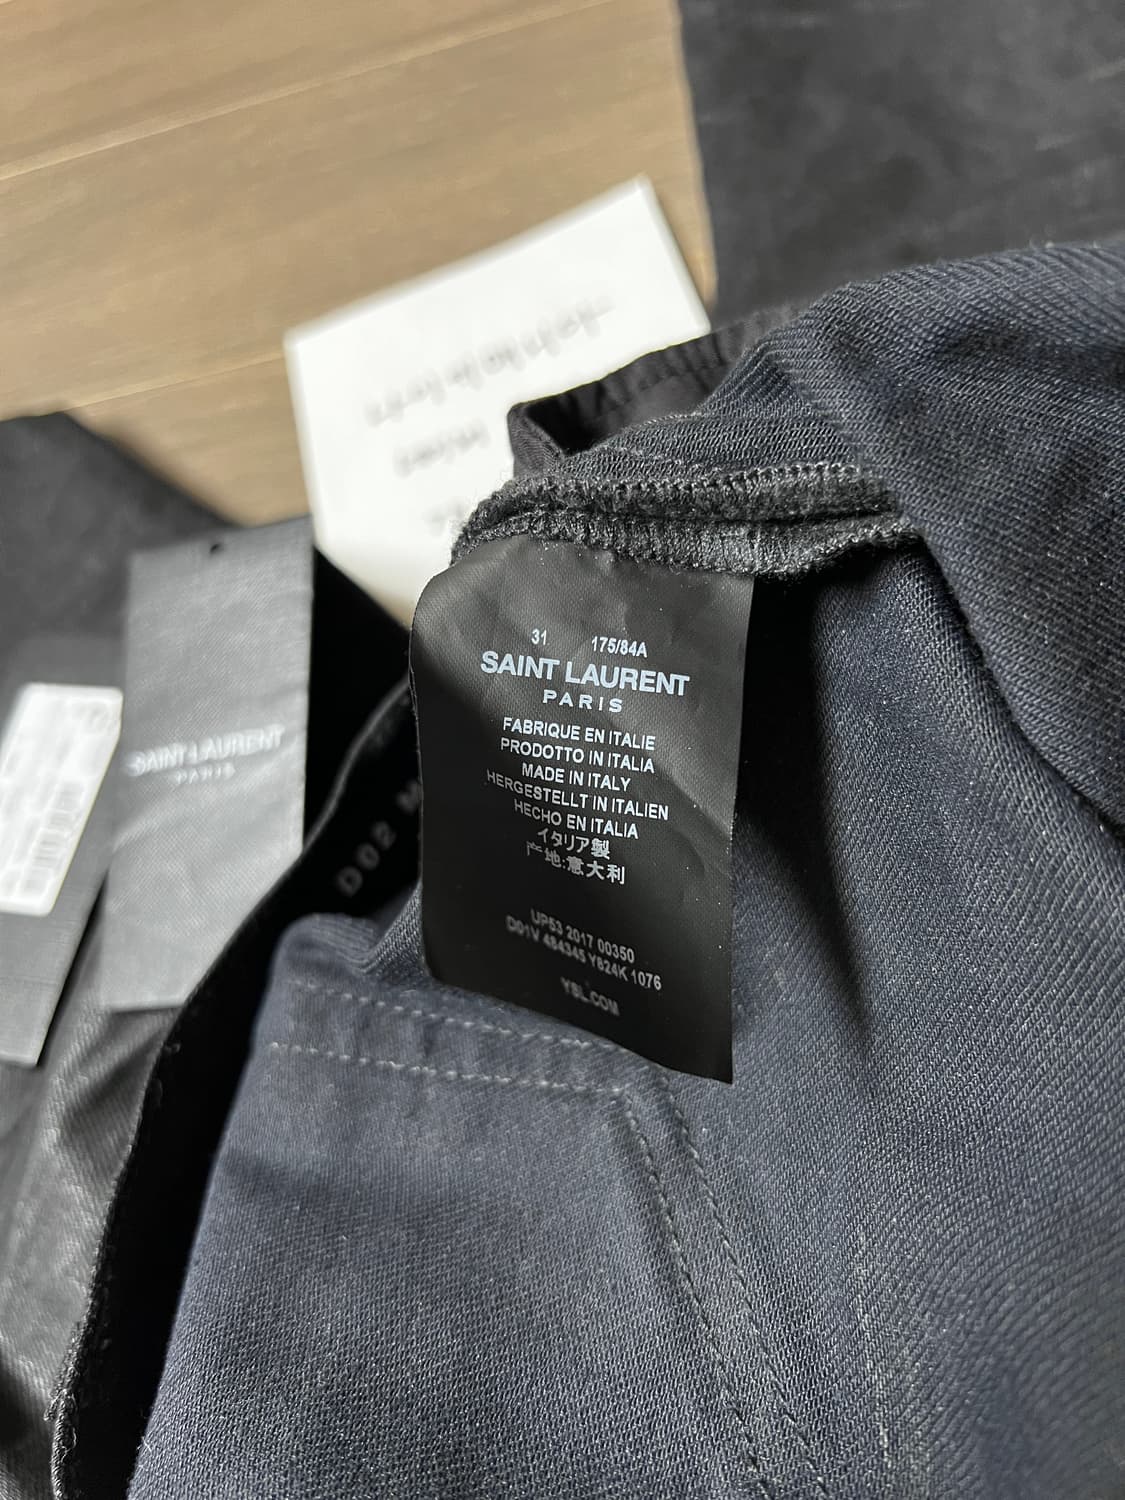 31 175/84A
SAINT LAURENT
PARIS
FABRIQUE EN ITALIE
PRODOTTO IN ITALIA
MADE IN ITALY
HERGESTELLT IN ITALIEN
HECHO EN ITALIA
イタリア製
产地:意大利
UP53 2017 00350
D01V 484345 Y824K 1076
YSL.COM
SAINT LAURENT
PARIS
D02 M